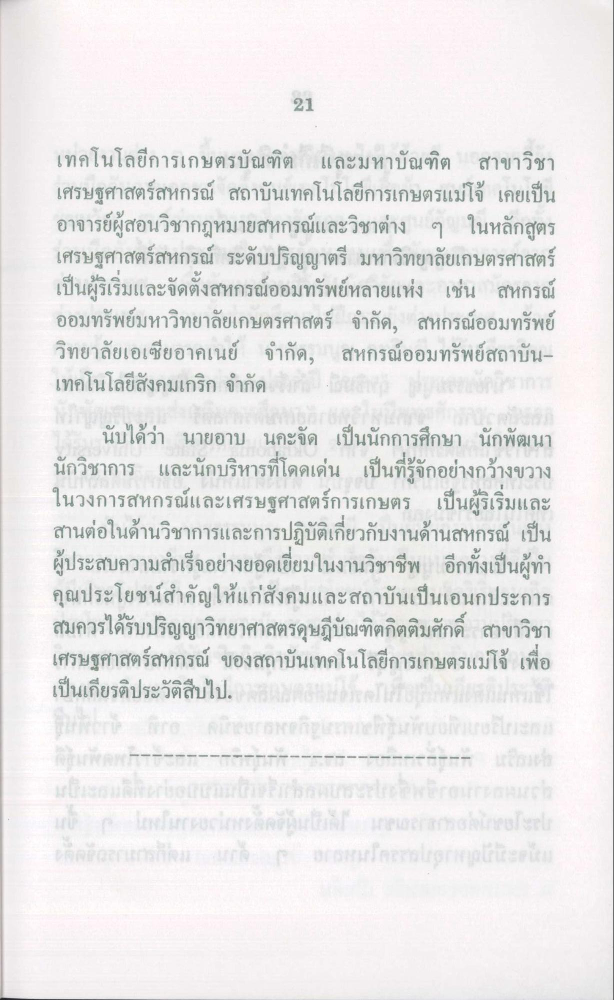 21
เทคโนโลยีการเกษตรบัณฑิต และมหาบัณฑิต สาขาวิชา
เศรษฐศาสตร์สหกรณ์ สถาบันเทคโนโลยีการเกษตรแม่โจ้ เคยเป็น
อาจารย์ผู้สอนวิชากฎหมายสหกรณ์และวิชาต่าง ๆ ในหลักสูตร
เศรษฐศาสตร์สหกรณ์ ระดับปริญญาตรี มหาวิทยาลัยเกษตรศาสตร์
เป็นผู้ริเริ่มและจัดตั้งสหกรณ์ออมทรัพย์หลายแห่ง เช่น สหกรณ์
ออมทรัพย์มหาวิทยาลัยเกษตรศาสตร์ จำกัด, สหกรณ์ออมทรัพย์
วิทยาลัยเอเซียอาคเนย์ จำกัด, สหกรณ์ออมทรัพย์สถาบัน-
เทคโนโลยีสังคมเกริก จำกัด
นับได้ว่า นายอาบ นคะจัด เป็นนักการศึกษา นักพัฒนา
นักวิชาการ และนักบริหารที่โดดเด่น เป็นที่รู้จักอย่างกว้างขวาง
ในวงการสหกรณ์และเศรษฐศาสตร์การเกษตร เป็นผู้ริเริ่มและ
สานต่อในด้านวิชาการและการปฏิบัติเกี่ยวกับงานด้านสหกรณ์ เป็น
ผู้ประสบความสำเร็จอย่างยอดเยี่ยมในงานวิชาชีพ อีกทั้งเป็นผู้ทำ
คุณประโยชน์สำคัญให้แก่สังคมและสถาบันเป็นเอนกประการ
สมควรได้รับปริญญาวิทยาศาสตรดุษฎีบัณฑิตกิตติมศักดิ์ สาขาวิชา
เศรษฐศาสตร์สหกรณ์ ของสถาบันเทคโนโลยีการเกษตรแม่โจ้ เพื่อ
เป็นเกียรติประวัติสืบไป.